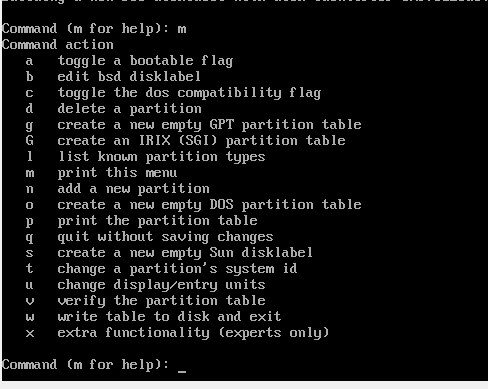 Command (m for help): m
Command action
a   toggle a bootable flag
b   edit bsd disklabel
c   toggle the dos compatibility flag
d   delete a partition
g   create a new empty GPT partition table
G   create an IRIX (SGI) partition table
l   list known partition types
m   print this menu
n   add a new partition
o   create a new empty DOS partition table
p   print the partition table
q   quit without saving changes
s   create a new empty Sun disklabel
t   change a partition's system id
u   change display/entry units
v   verify the partition table
w   write table to disk and exit
x   extra functionality (experts only)
Command (m for help): _